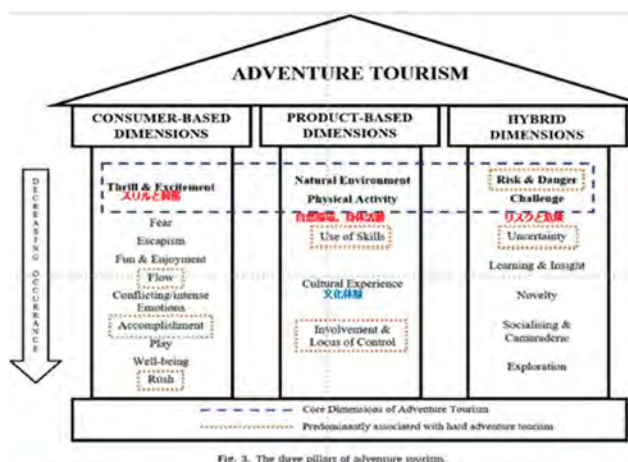 ADVENTURE TOURISM
CONSUMER-BASED
DIMENSIONS
PRODUCT-BASED
DIMENSIONS
HYBRID
DIMENSIONS
DECREASING OCCURRANCE
Thrill & Excitement
スリルと興奮
Fear
Escapism
Fun & Enjoyment
Flow
Conflicting/intense
Emotions
Accomplishment
Play
Well-being
Rush
Natural Environment
Physical Activity
自然環境、身体活動
Use of Skills
Cultural Experience
文化体験
Involvement &
Locus of Control
Risk & Danger
Challenge
リスクと危険
Uncertainty
Learning & Insight
Novelty
Socialising &
Camaraderie
Exploration
Core Dimensions of Adventure Tourism
Predominantly associated with hard adventure tourism
Fig. 3. The three pillars of adventure tourism.